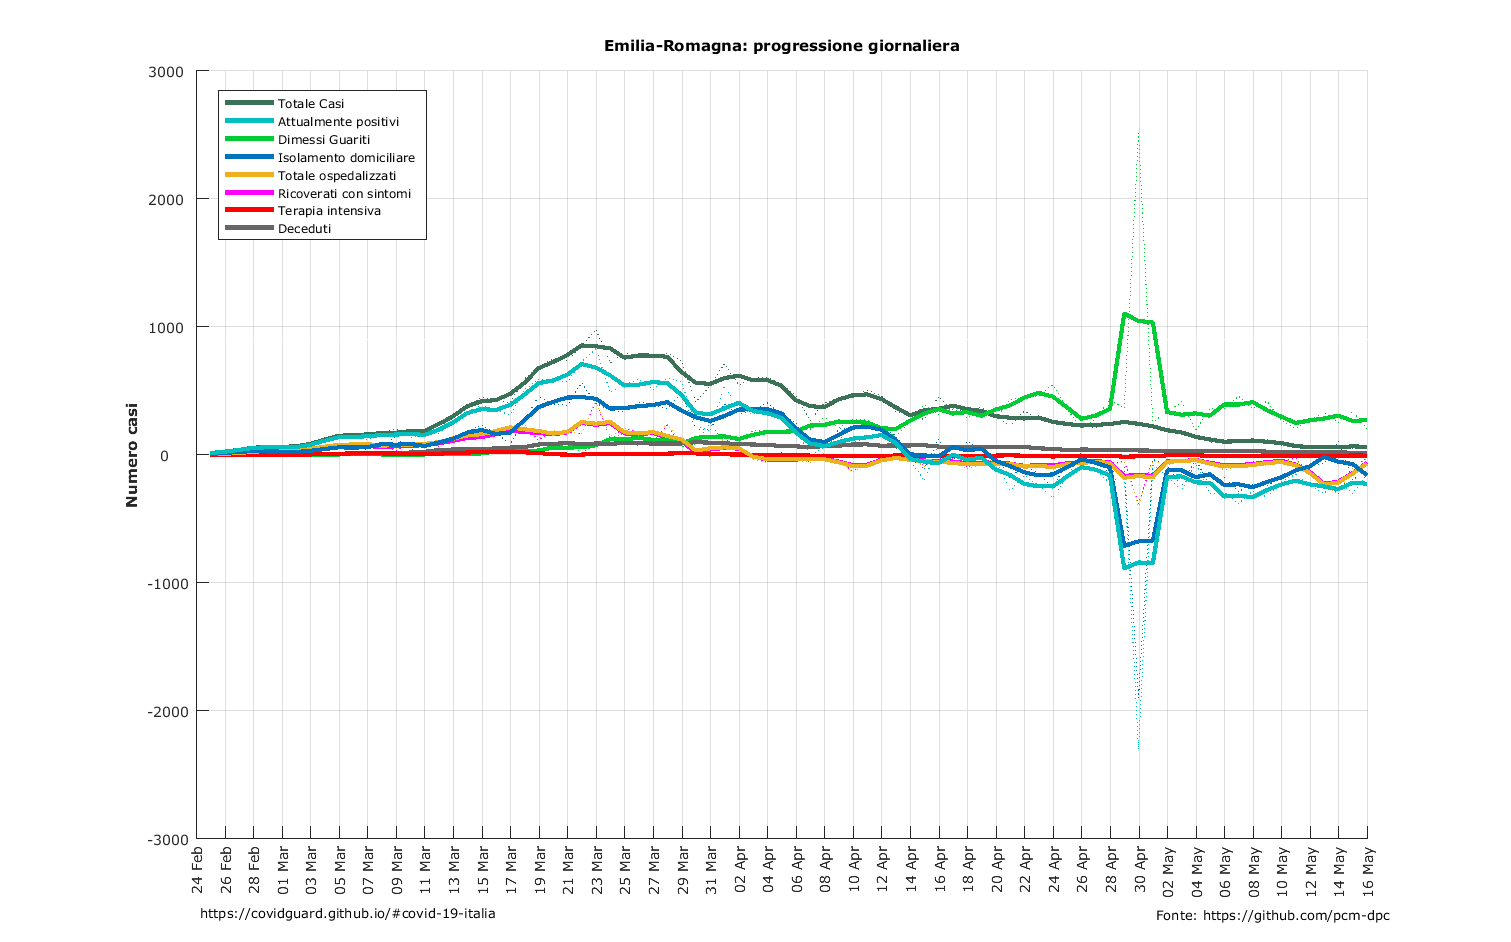 Emilia-Romagna: progressione giornaliera
3000
2000
1000
0
-1000
-2000
-3000
Numero casi
Totale Casi
Attualmente positivi
Dimessi Guariti
Isolamento domiciliare
Totale ospedalizzati
Ricoverati con sintomi
Terapia intensiva
Deceduti
24 Feb
26 Feb
28 Feb
01 Mar
03 Mar
05 Mar
07 Mar
09 Mar
11 Mar
13 Mar
15 Mar
17 Mar
19 Mar
21 Mar
23 Mar
25 Mar
27 Mar
29 Mar
31 Mar
02 Apr
04 Apr
06 Apr
08 Apr
10 Apr
12 Apr
14 Apr
16 Apr
18 Apr
20 Apr
22 Apr
24 Apr
26 Apr
28 Apr
30 Apr
02 May
04 May
06 May
08 May
10 May
12 May
14 May
16 May
https://covidguard.github.io/#covid-19-italia
Fonte: https://github.com/pcm-dpc